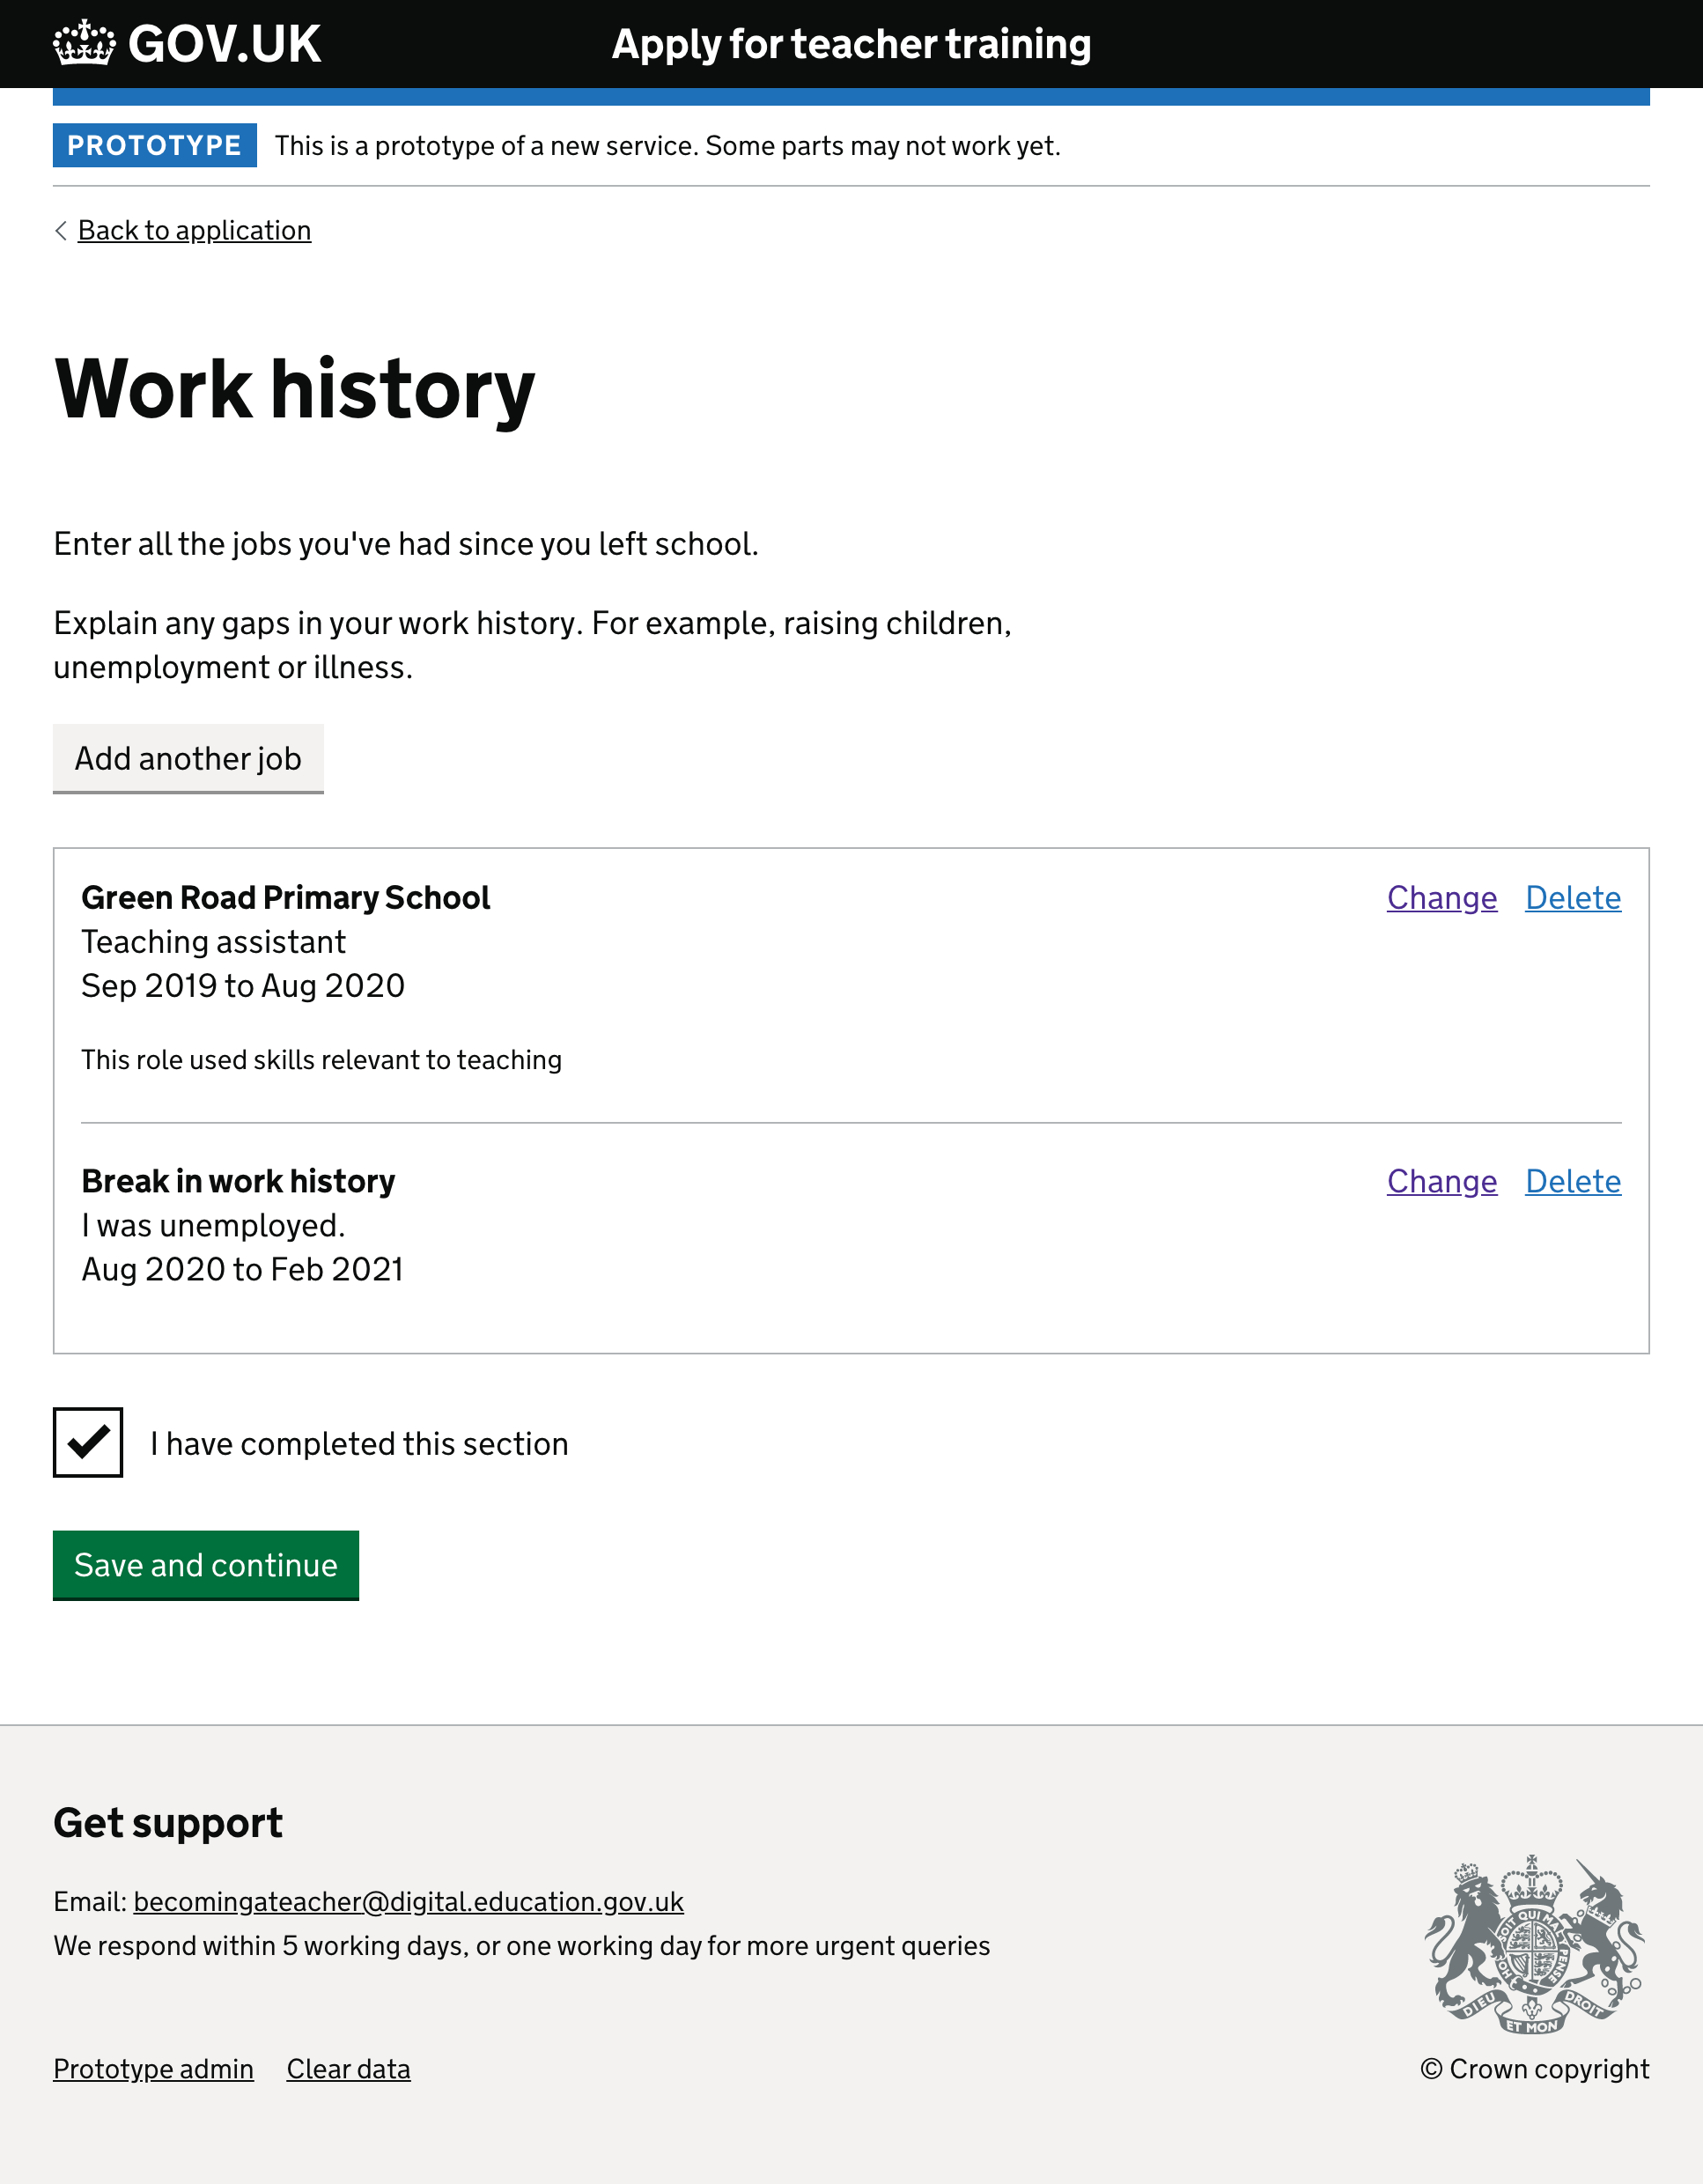 GOV.UK
Apply for teacher training
PROTOTYPE This is a prototype of a new service. Some parts may not work yet.
Back to application
Work history
Enter all the jobs you've had since you left school.
Explain any gaps in your work history. For example, raising children,
unemployment or illness.
Add another job
Green Road Primary School
Change Delete
Teaching assistant
Sep 2019 to Aug 2020
This role used skills relevant to teaching
Break in work history
Change Delete
I was unemployed.
Aug 2020 to Feb 2021
I have completed this section
Save and continue
Get support
Email: becomingateacher@digital.education.gov.uk
We respond within 5 working days, or one working day for more urgent queries
Prototype admin Clear data
DIEU ET MON DROIT
© Crown copyright